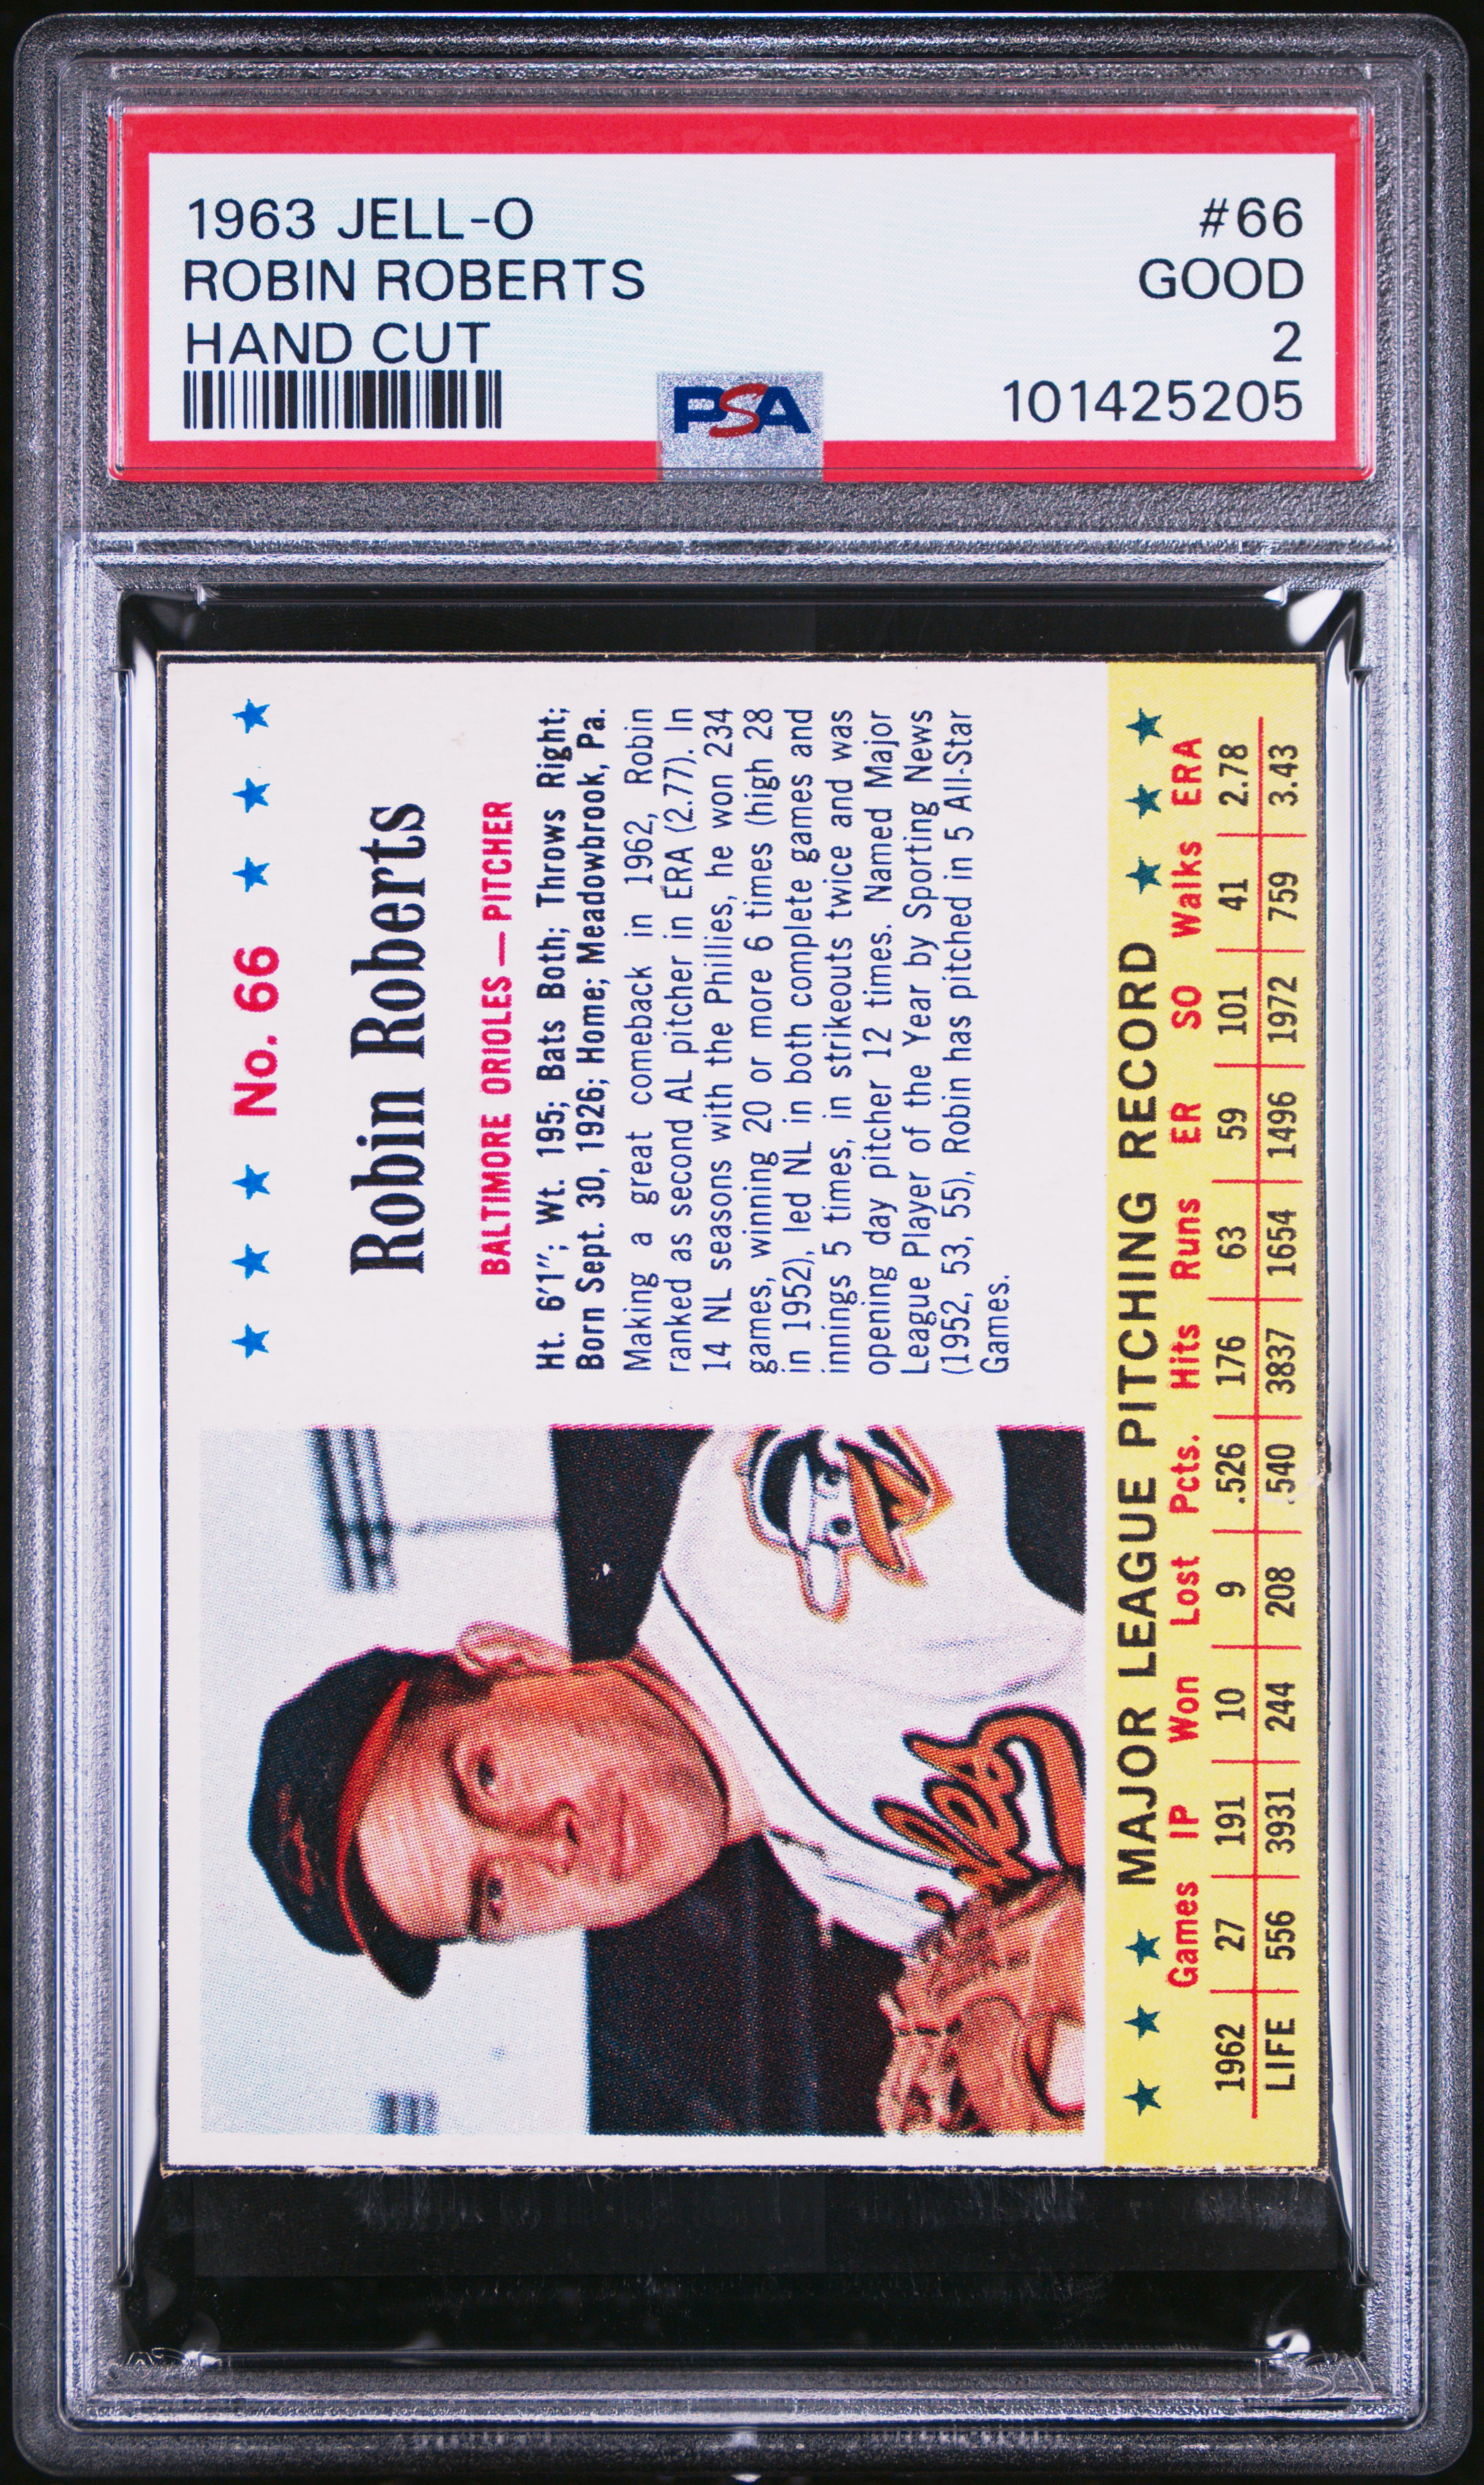 1963 JELL-O #66
ROBIN ROBERTS GOOD
HAND CUT 2
PSA 101425205
No. 66
Robin Roberts
BALTIMORE ORIOLES — PITCHER
Ht. 6'1"; Wt. 195; Bats Both; Throws Right;
Born Sept. 30, 1926; Home; Meadowbrook, Pa.
Making a great comeback in 1962, Robin
ranked as second AL pitcher in ERA (2.77). In
14 NL seasons with the Phillies, he won 234
games, winning 20 or more 6 times (high 28
in 1952), led NL in both complete games and
innings 5 times, in strikeouts twice and was
opening day pitcher 12 times. Named Major
League Player of the Year by Sporting News
(1952, 53, 55), Robin has pitched in 5 All-Star
Games.
MAJOR LEAGUE PITCHING RECORD
Games IP Won Lost Pcts. Hits Runs ER SO Walks ERA
1962 27 191 10 9 .526 176 63 59 101 41 2.78
LIFE 556 3931 244 208 .540 3837 1654 1496 1972 759 3.43